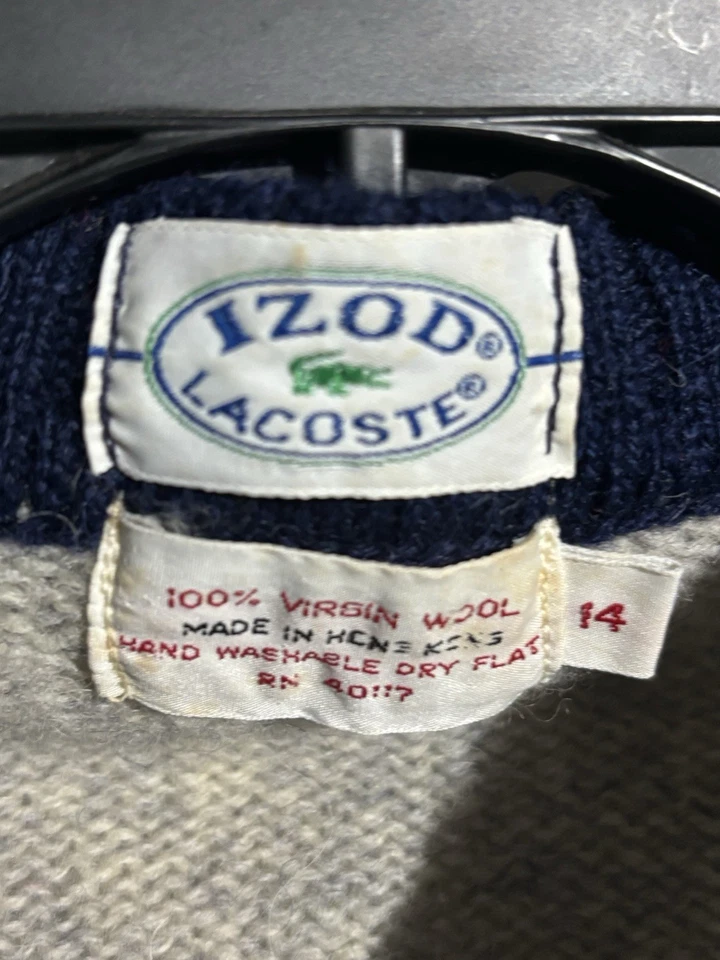 IZOD®
LACOSTE®
100% VIRGIN WOOL
MADE IN HONG KONG
HAND WASHABLE DRY FLAT
RN 40117
14